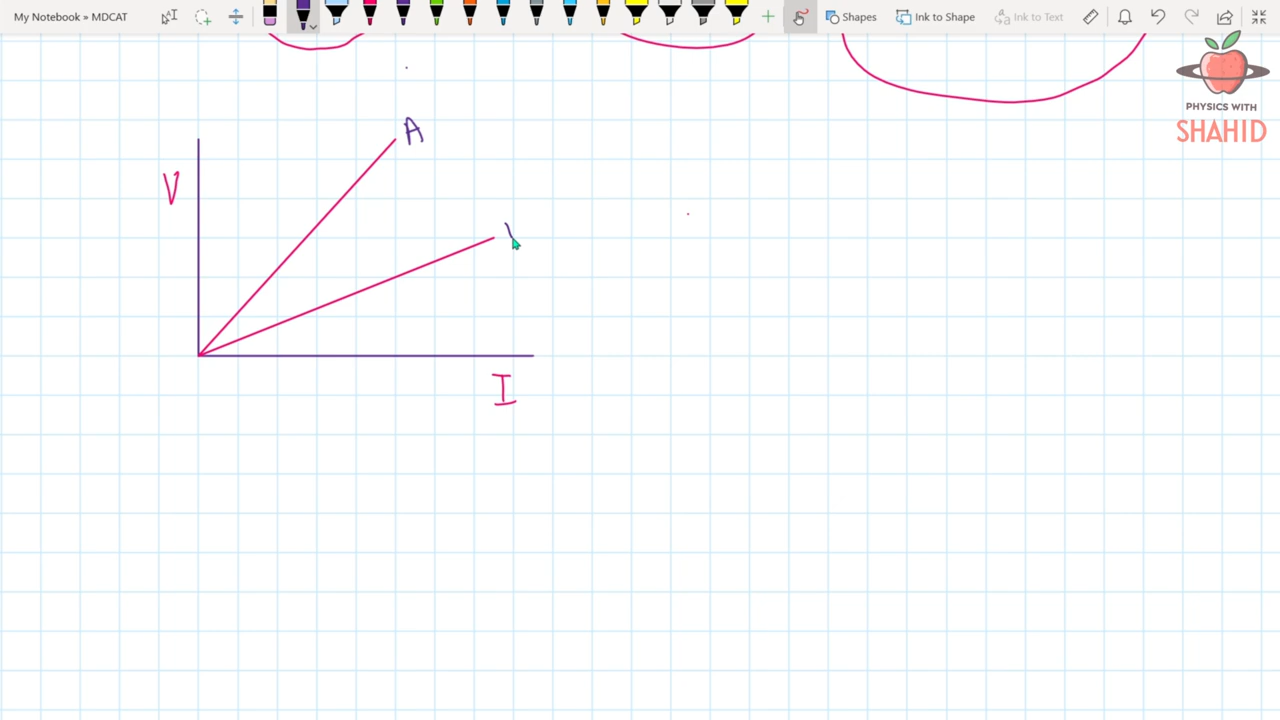 My Notebook » MDCAT
Shapes
Ink to Shape
Ink to Text
PHYSICS WITH
SHAHID
A
V
I